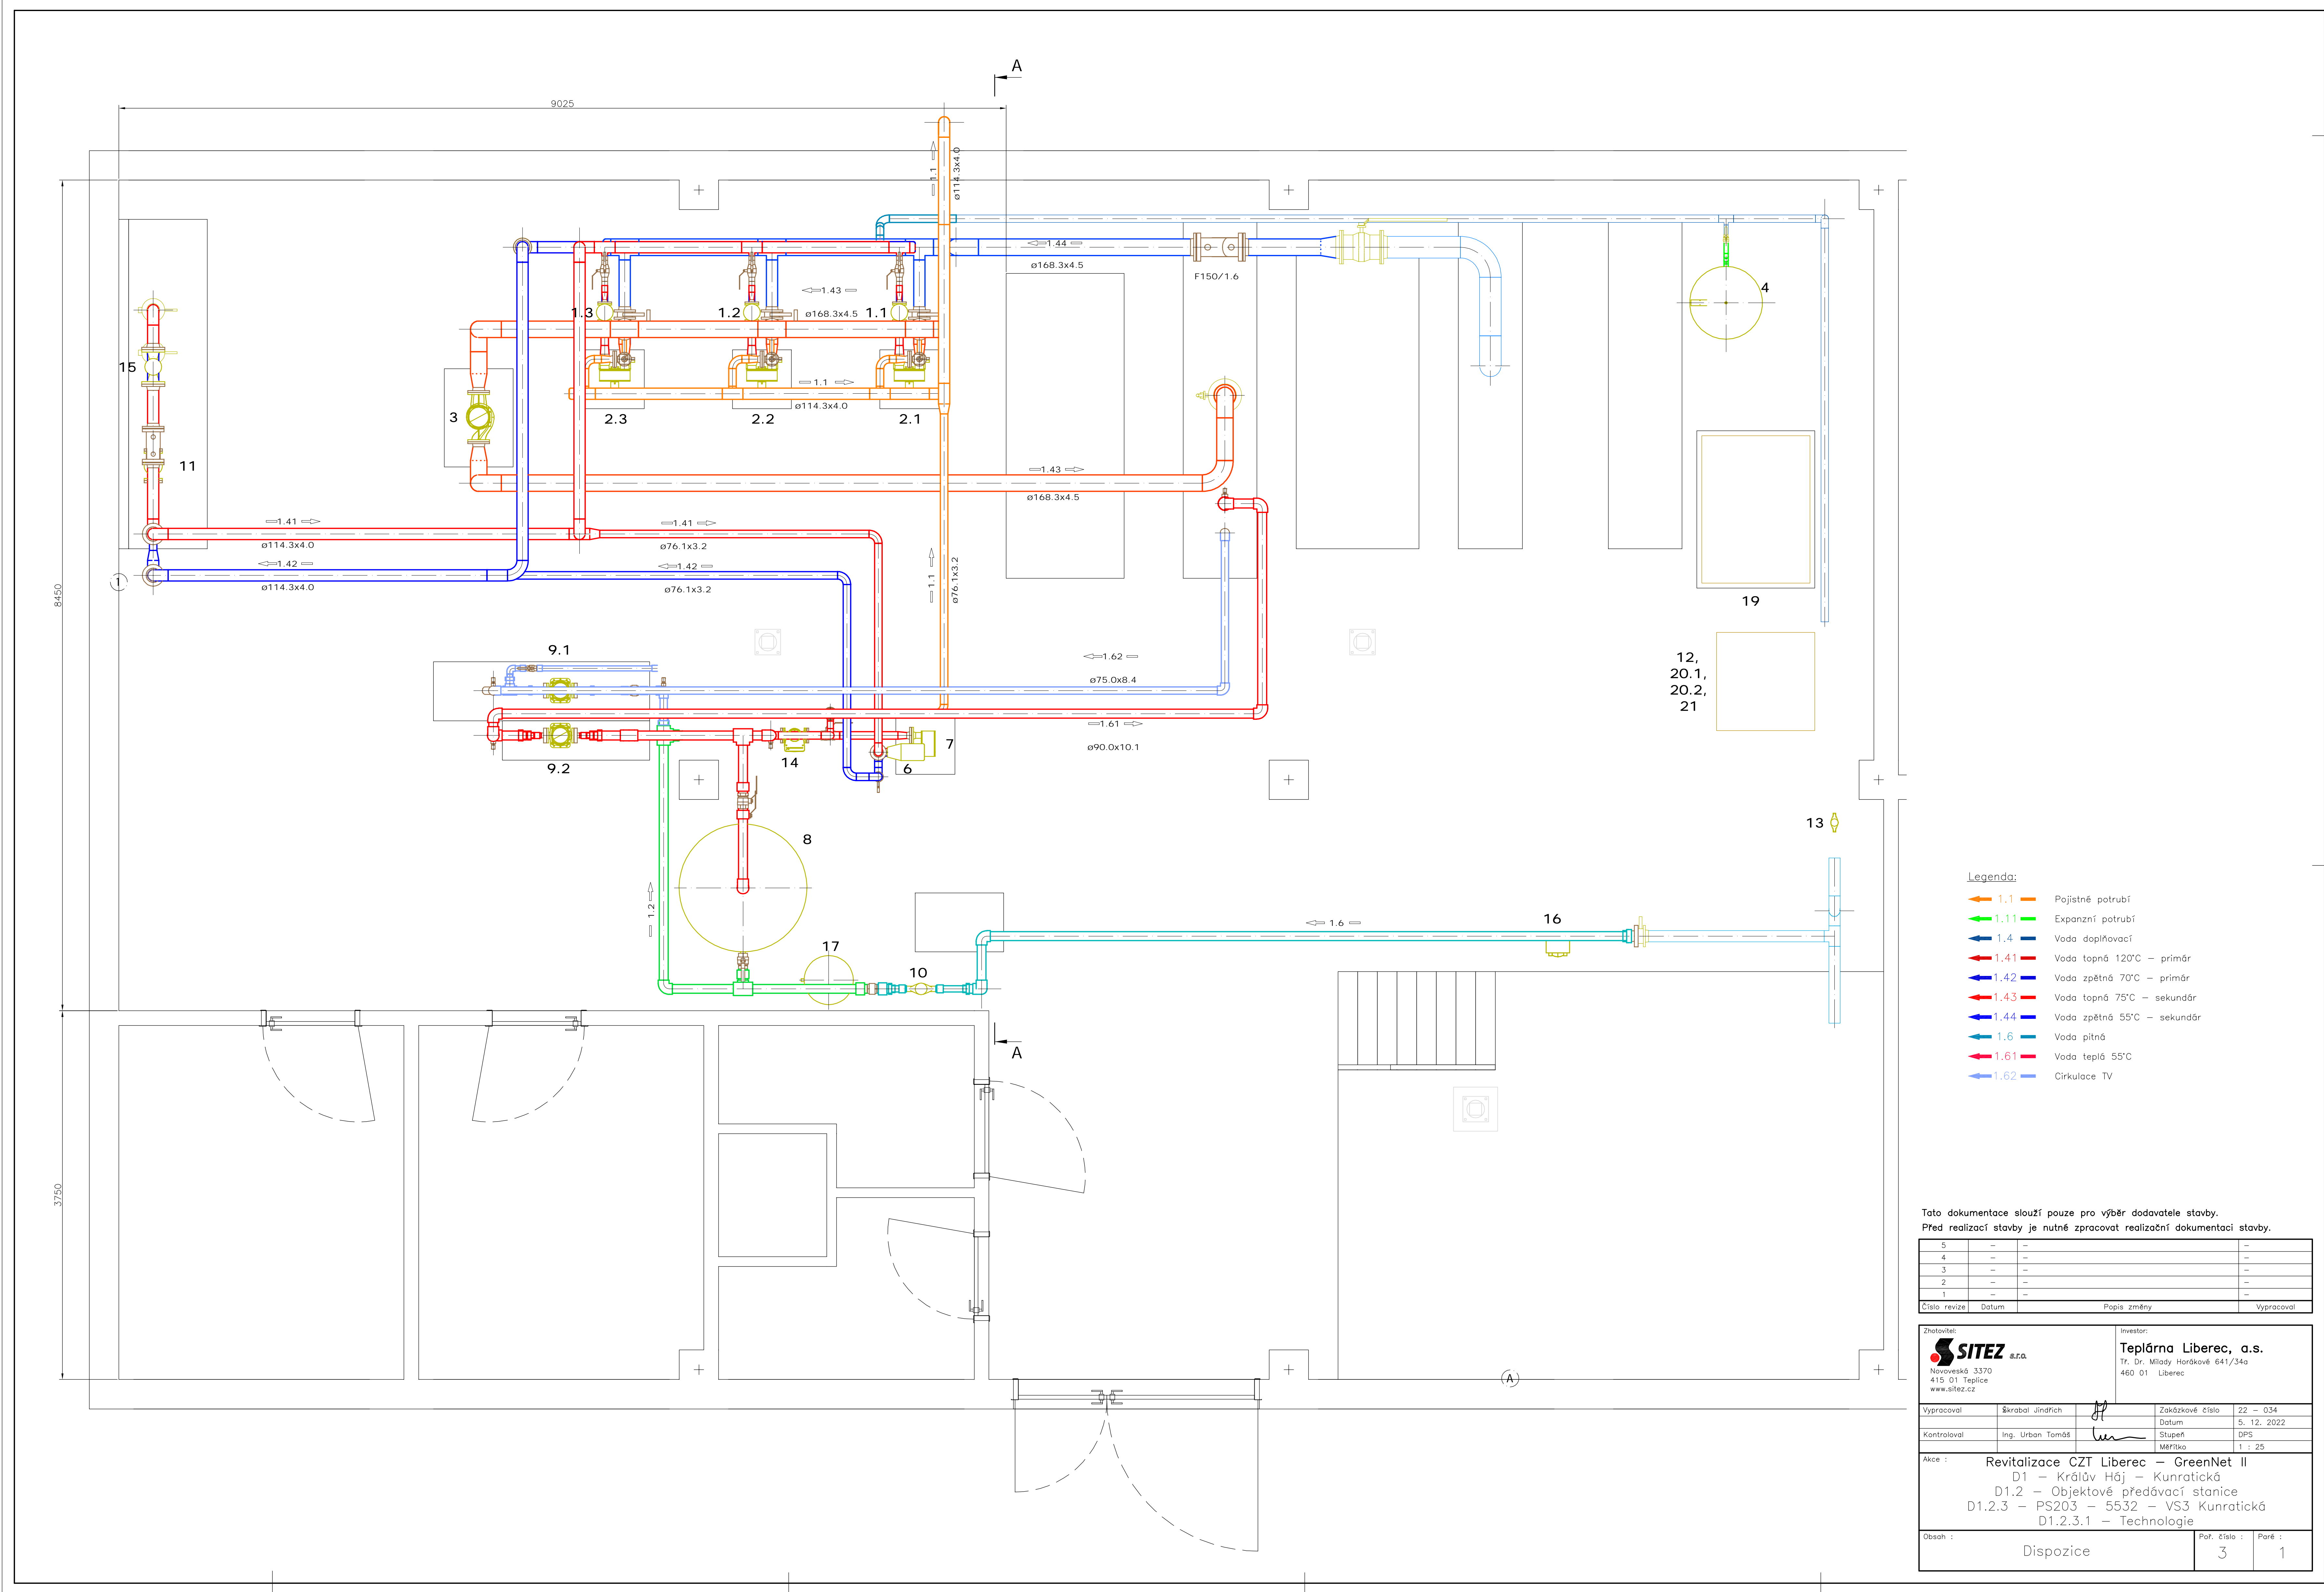 A
9025
1.1
ø114.3x4.0
1.44
ø168.3x4.5
F150/1.6
1.43
ø168.3x4.5
1.3
1.2
1.1
4
15
3
1.1
ø114.3x4.0
2.3
2.2
2.1
11
1.43
ø168.3x4.5
1.41
ø114.3x4.0
1.41
ø76.1x3.2
1.42
ø114.3x4.0
1.42
ø76.1x3.2
1.1
ø76.1x3.2
1
8450
19
9.1
1.62
ø75.0x8.4
12,
20.1,
20.2,
21
1.61
ø90.0x10.1
9.2
14
6
7
13
8
1.2
1.6
16
17
10
A
3750
A
Legenda:
1.1 Pojistné potrubí
1.11 Expanzní potrubí
1.4 Voda doplňovací
1.41 Voda topná 120°C – primár
1.42 Voda zpětná 70°C – primár
1.43 Voda topná 75°C – sekundár
1.44 Voda zpětná 55°C – sekundár
1.6 Voda pitná
1.61 Voda teplá 55°C
1.62 Cirkulace TV
Tato dokumentace slouží pouze pro výběr dodavatele stavby.
Před realizací stavby je nutné zpracovat realizační dokumentaci stavby.
5 – – –
4 – – –
3 – – –
2 – – –
1 – – –
Číslo revize Datum Popis změny Vypracoval
Zhotovitel: Investor:
SITEZ s.r.o. Teplárna Liberec, a.s.
Novoveská 3370 Tř. Dr. Milady Horákové 641/34a
415 01 Teplice 460 01 Liberec
www.sitez.cz
Vypracoval Škrabal Jindřich Zakázkové číslo 22 – 034
Datum 5. 12. 2022
Kontroloval Ing. Urban Tomáš Stupeň DPS
Měřítko 1 : 25
Akce : Revitalizace CZT Liberec – GreenNet II
D1 – Králův Háj – Kunratická
D1.2 – Objektové předávací stanice
D1.2.3 – PS203 – 5532 – VS3 Kunratická
D1.2.3.1 – Technologie
Obsah : Poř. číslo : Paré :
Dispozice 3 1